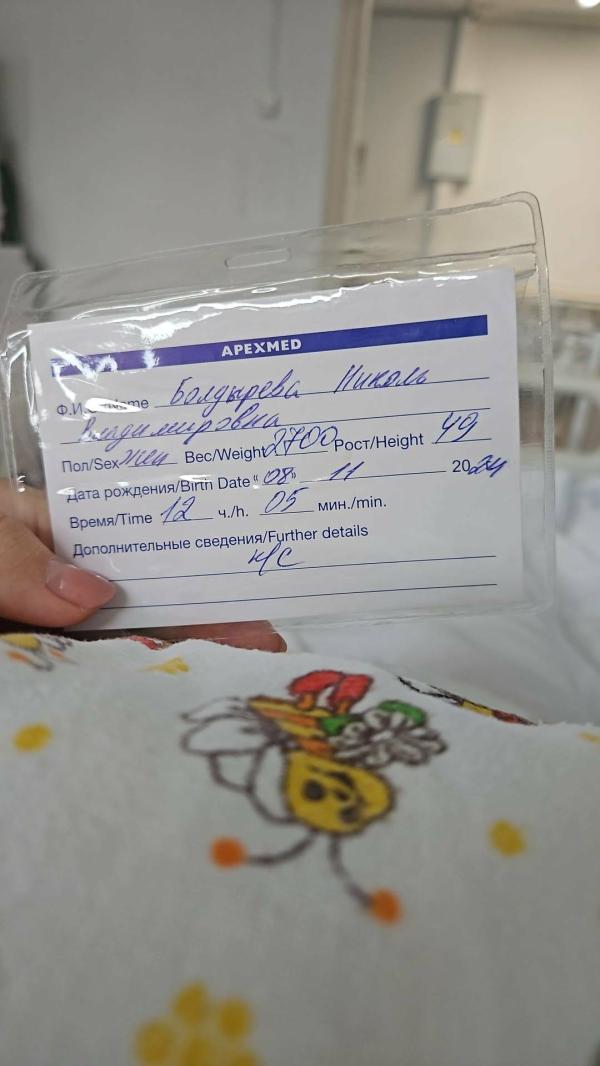 APEXMED
Ф.И.О./Name Болдырева Николь
Владимировна
Пол/Sex жен Вес/Weight 2700 Рост/Height 49
Дата рождения/Birth Date "08" 11 2024
Время/Time 12 ч./h. 05 мин./min.
Дополнительные сведения/Further details
к/с